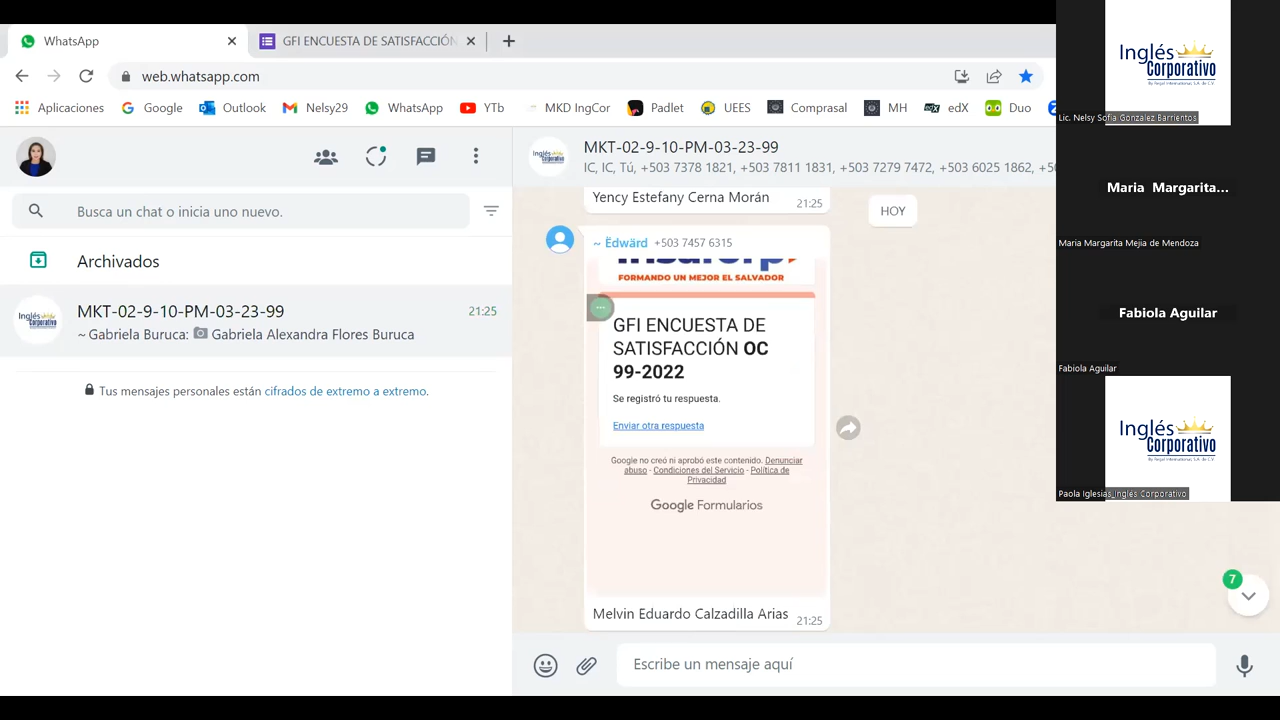 WhatsApp
GFI ENCUESTA DE SATISFACCIÓN
web.whatsapp.com
Aplicaciones
Google
Outlook
Nelsy29
WhatsApp
YTb
MKD IngCor
Padlet
UEES
Comprasal
MH
edX
Duo
MKT-02-9-10-PM-03-23-99
IC, IC, Tú, +503 7378 1821, +503 7811 1831, +503 7279 7472, +503 6025 1862, +50
Busca un chat o inicia uno nuevo.
Archivados
MKT-02-9-10-PM-03-23-99
21:25
~ Gabriela Buruca: Gabriela Alexandra Flores Buruca
Tus mensajes personales están cifrados de extremo a extremo.
Yency Estefany Cerna Morán
21:25
HOY
~ Ëdwärd +503 7457 6315
FORMANDO UN MEJOR EL SALVADOR
GFI ENCUESTA DE
SATISFACCIÓN OC
99-2022
Se registró tu respuesta.
Enviar otra respuesta
Google no creó ni aprobó este contenido. Denunciar
abuso - Condiciones del Servicio - Política de
Privacidad
Google Formularios
Melvin Eduardo Calzadilla Arias
21:25
7
Escribe un mensaje aquí
Inglés
Corporativo
Lic. Nelsy Sofia Gonzalez Barrientos
Maria Margarita...
Maria Margarita Mejia de Mendoza
Fabiola Aguilar
Fabiola Aguilar
Inglés
Corporativo
Paola Iglesias_Inglés Corporativo